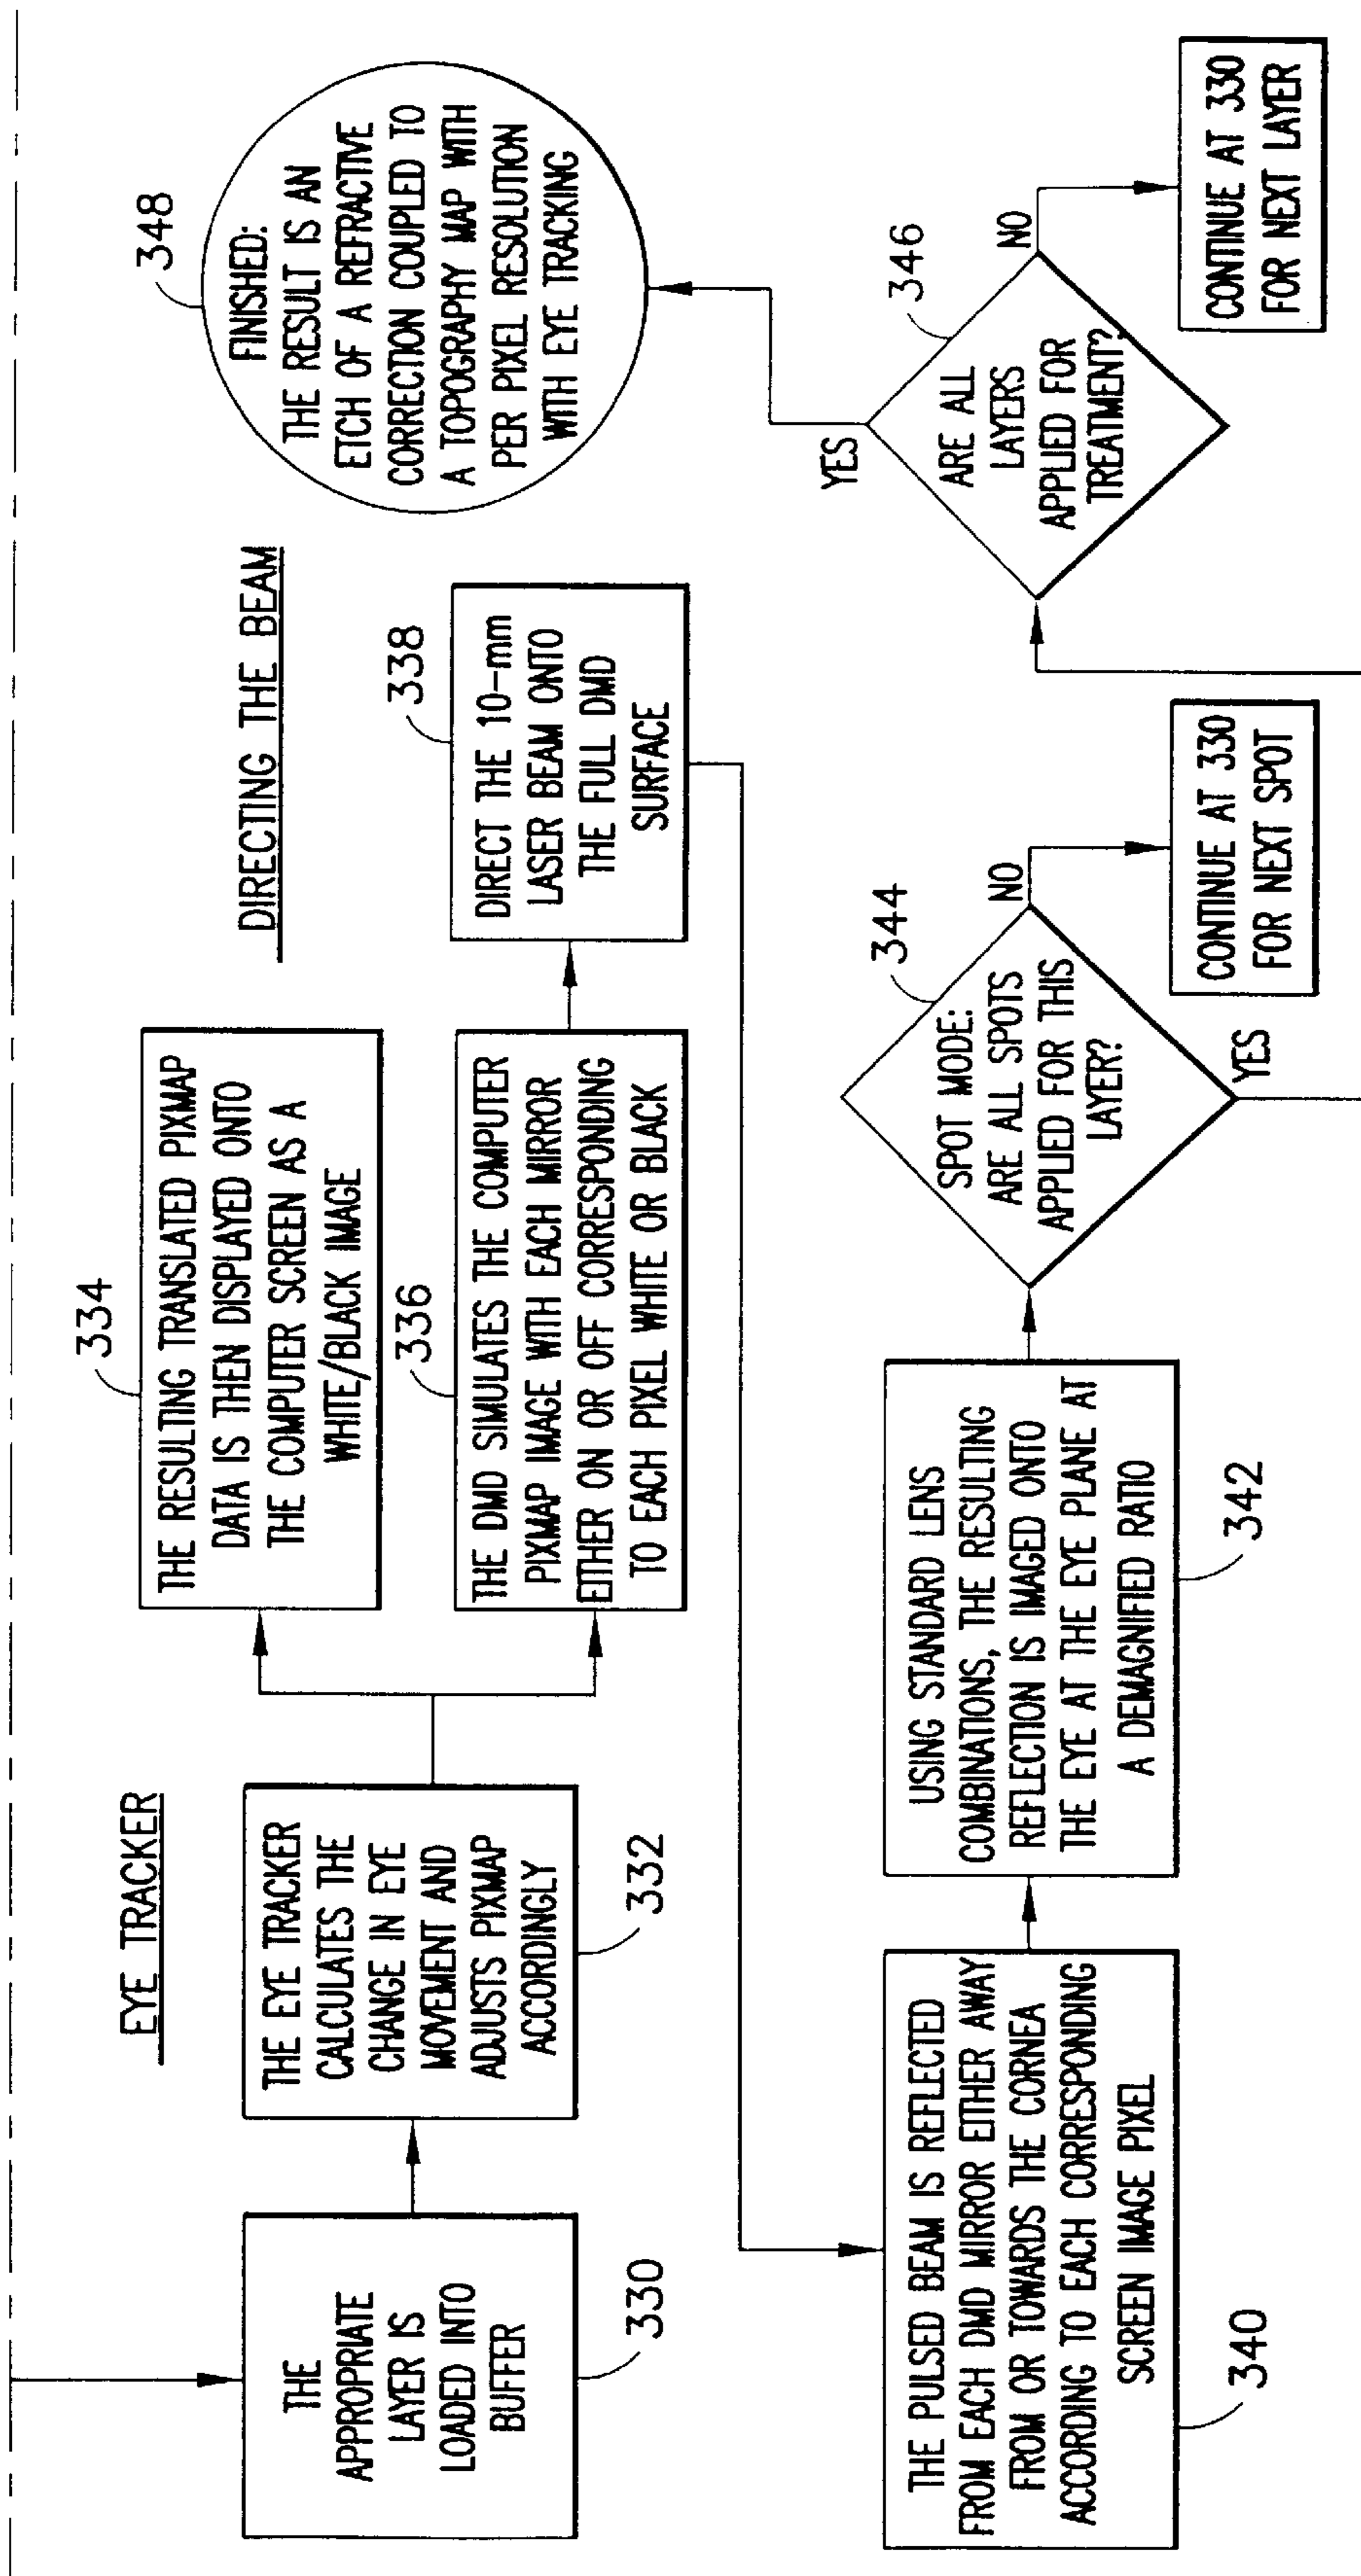 EYE TRACKER
DIRECTING THE BEAM
THE
APPROPRIATE
LAYER IS
LOADED INTO
BUFFER
330
THE EYE TRACKER
CALCULATES THE
CHANGE IN EYE
MOVEMENT AND
ADJUSTS PIXMAP
ACCORDINGLY
332
334
THE RESULTING TRANSLATED PIXMAP
DATA IS THEN DISPLAYED ONTO
THE COMPUTER SCREEN AS A
WHITE/BLACK IMAGE
336
THE DMD SIMULATES THE COMPUTER
PIXMAP IMAGE WITH EACH MIRROR
EITHER ON OR OFF CORRESPONDING
TO EACH PIXEL WHITE OR BLACK
338
DIRECT THE 10-mm
LASER BEAM ONTO
THE FULL DMD
SURFACE
THE PULSED BEAM IS REFLECTED
FROM EACH DMD MIRROR EITHER AWAY
FROM OR TOWARDS THE CORNEA
ACCORDING TO EACH CORRESPONDING
SCREEN IMAGE PIXEL
340
USING STANDARD LENS
COMBINATIONS, THE RESULTING
REFLECTION IS IMAGED ONTO
THE EYE AT THE EYE PLANE AT
A DEMAGNIFIED RATIO
342
344
SPOT MODE:
ARE ALL SPOTS
APPLIED FOR THIS
LAYER?
NO
CONTINUE AT 330
FOR NEXT SPOT
YES
346
ARE ALL
LAYERS
APPLIED FOR
TREATMENT?
NO
CONTINUE AT 330
FOR NEXT LAYER
YES
348
FINISHED:
THE RESULT IS AN
ETCH OF A REFRACTIVE
CORRECTION COUPLED TO
A TOPOGRAPHY MAP WITH
PER PIXEL RESOLUTION
WITH EYE TRACKING